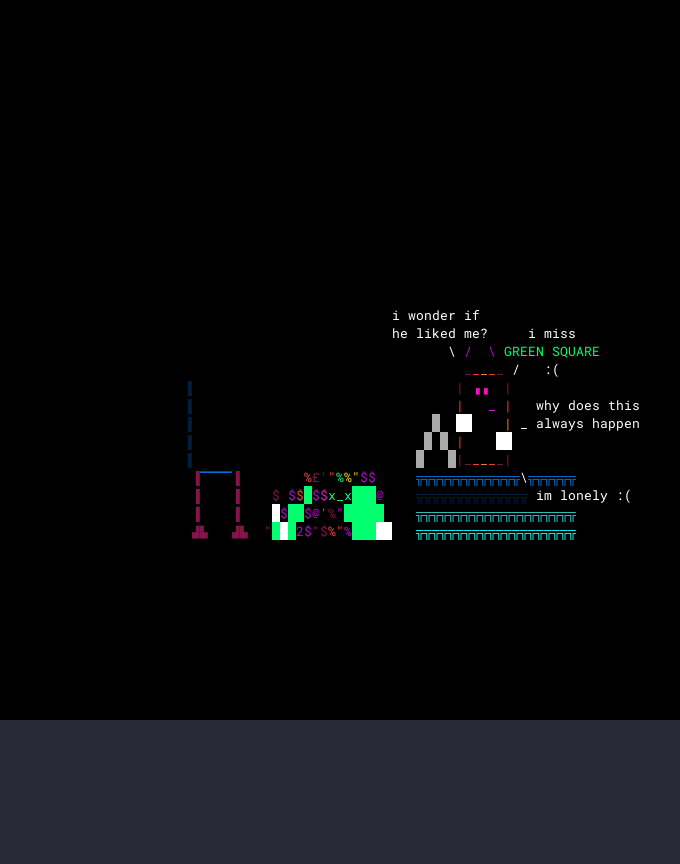 i wonder if
he liked me?
i miss
GREEN SQUARE
:(
why does this
always happen
im lonely :(